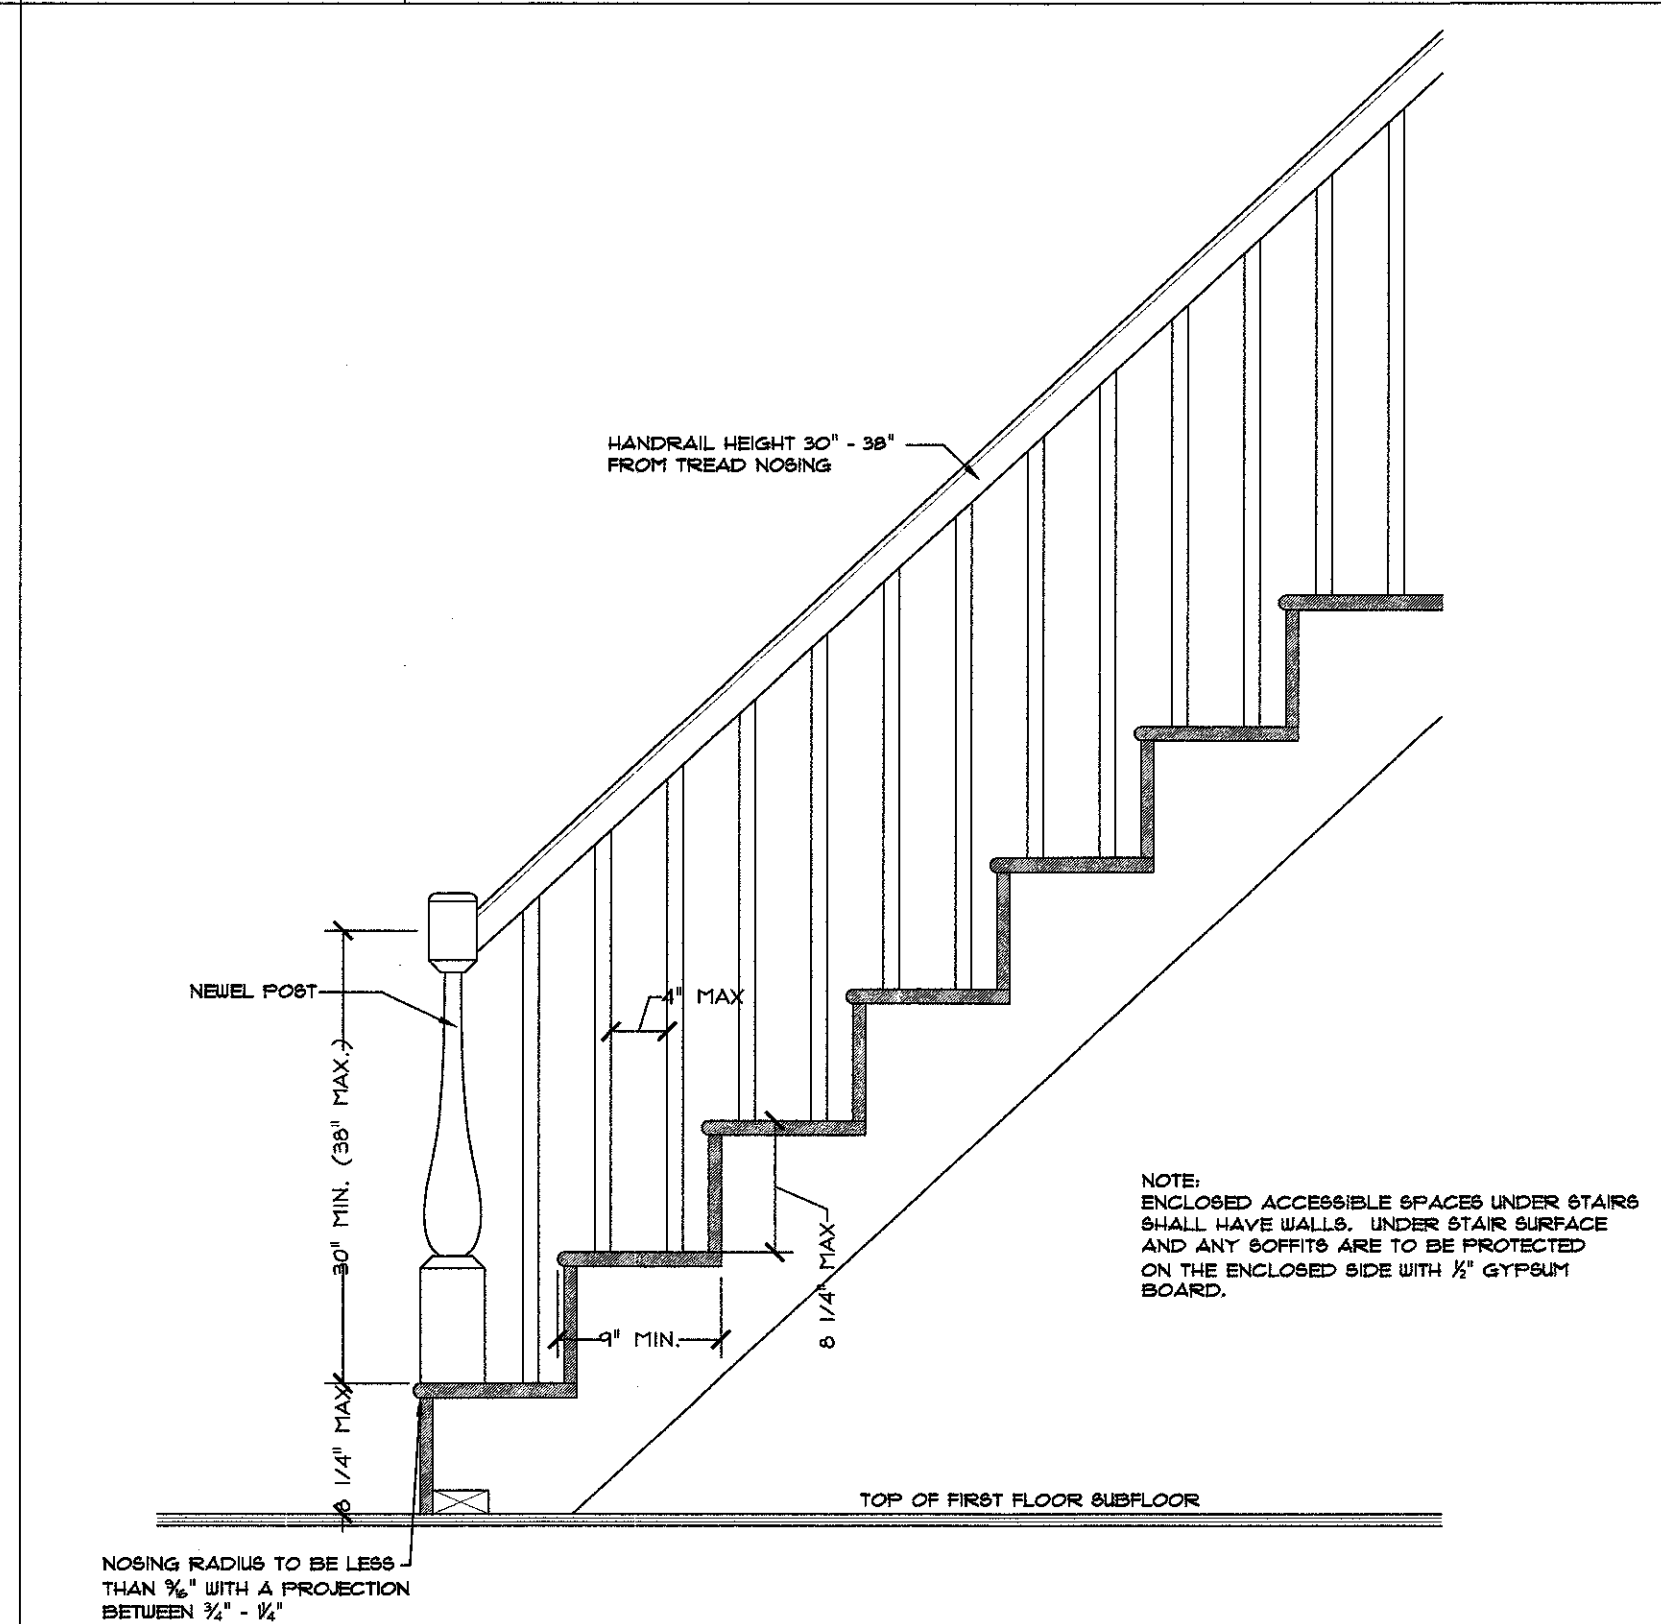 HANDRAIL HEIGHT 30" - 38"
FROM TREAD NOSING
NEWEL POST
4" MAX
30" MIN. (38" MAX.)
8 1/4" MAX
9" MIN.
8 1/4" MAX
NOTE:
ENCLOSED ACCESSIBLE SPACES UNDER STAIRS
SHALL HAVE WALLS. UNDER STAIR SURFACE
AND ANY SOFFITS ARE TO BE PROTECTED
ON THE ENCLOSED SIDE WITH ½" GYPSUM
BOARD.
TOP OF FIRST FLOOR SUBFLOOR
NOSING RADIUS TO BE LESS
THAN 9/16" WITH A PROJECTION
BETWEEN ¾" - 1¼"